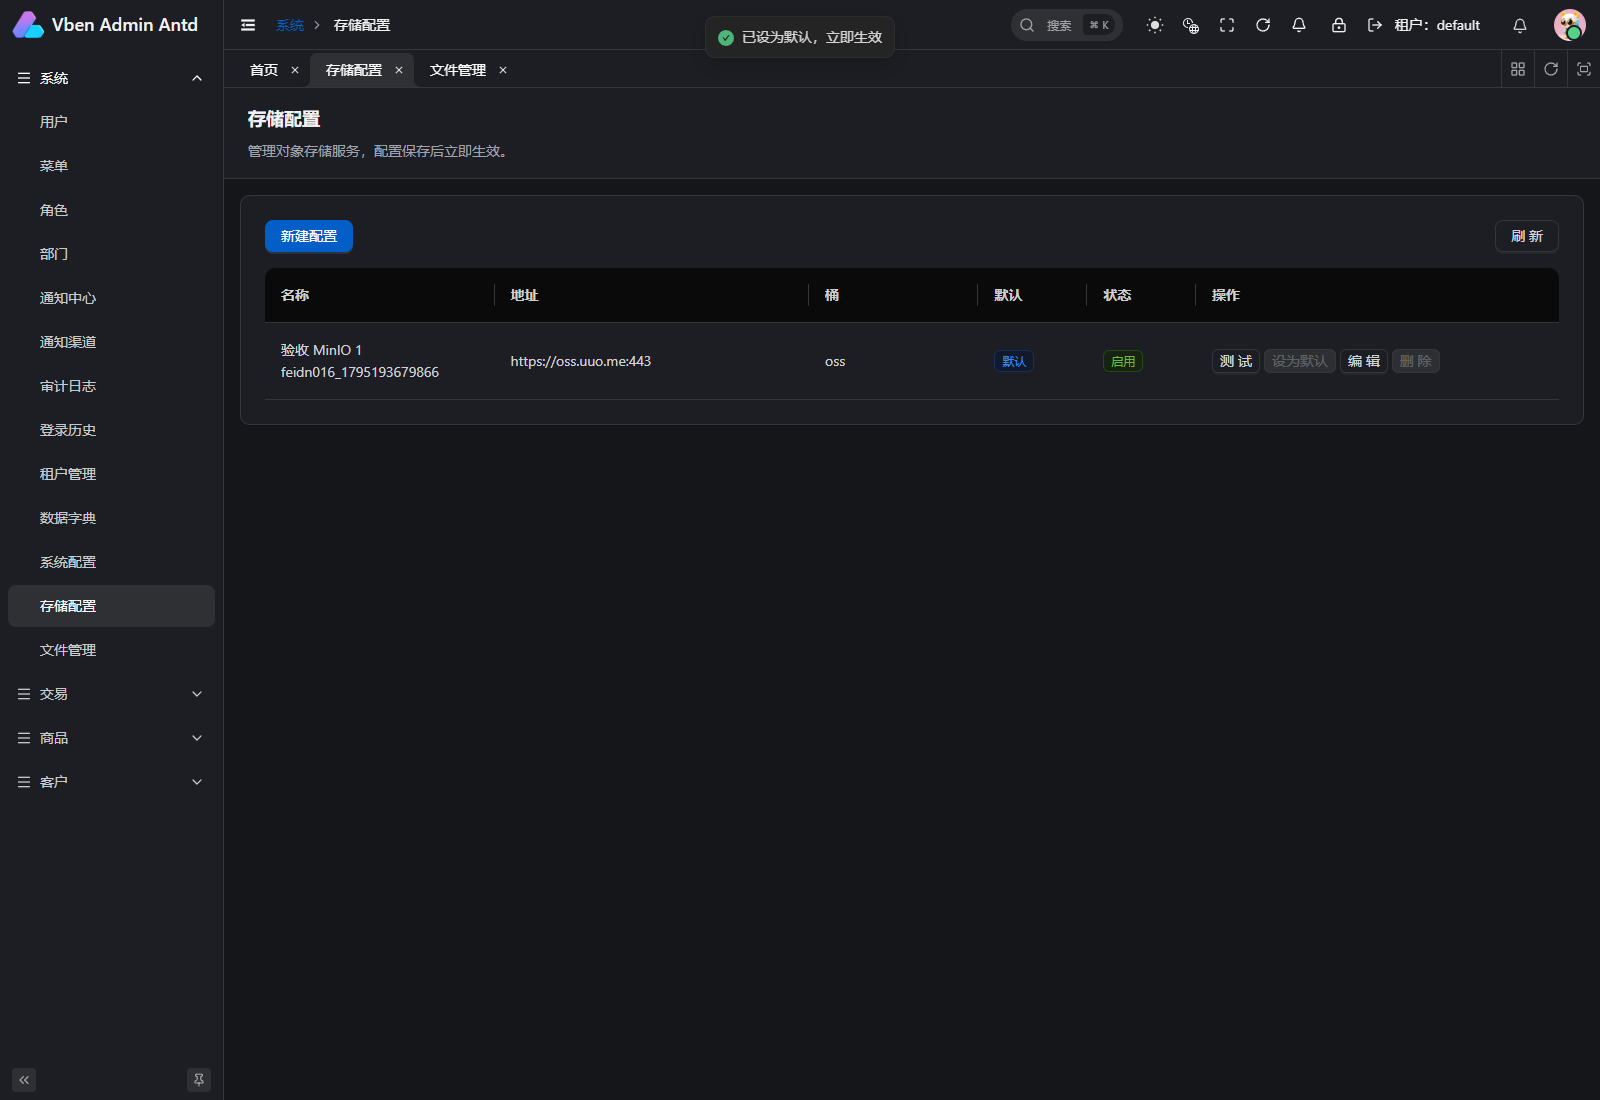 Vben Admin Antd
系统
存储配置
已设为默认，立即生效
搜索
⌘ K
租户：default
首页
存储配置
文件管理
系统
用户
菜单
角色
部门
通知中心
通知渠道
审计日志
登录历史
租户管理
数据字典
系统配置
存储配置
文件管理
交易
商品
客户
存储配置
管理对象存储服务，配置保存后立即生效。
新建配置
刷 新
名称 地址 桶 默认 状态 操作
验收 MinIO 1
feidn016_1795193679866
https://oss.uuo.me:443
oss
默认
启用
测 试
设为默认
编 辑
删 除